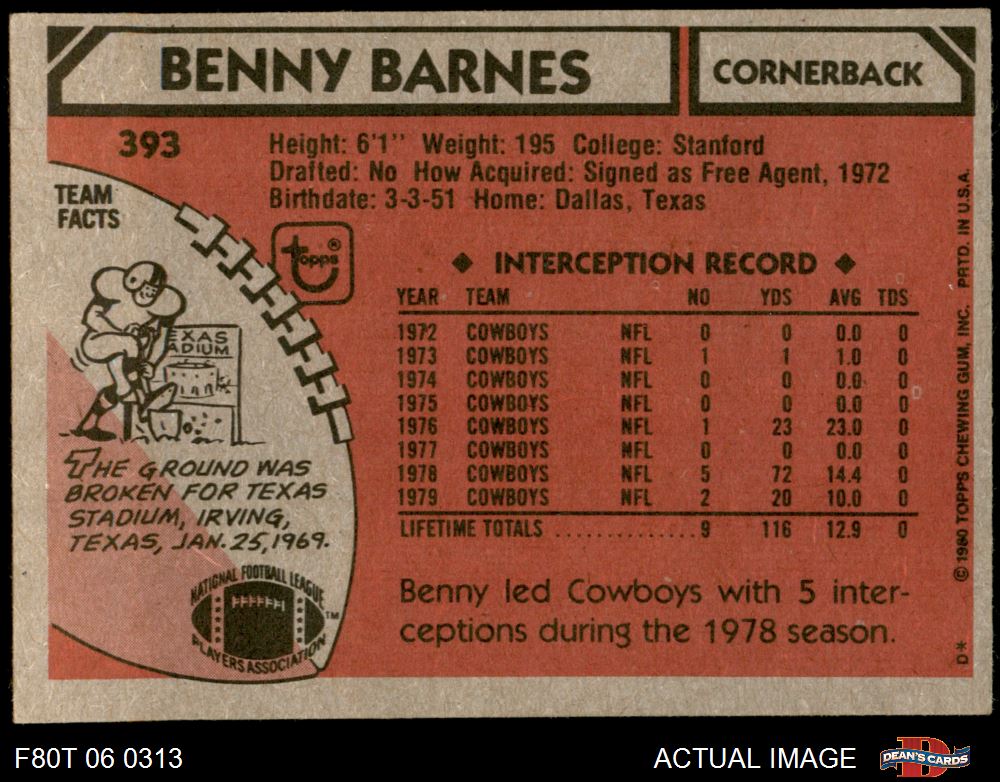 BENNY BARNES
CORNERBACK
393
Height: 6'1'' Weight: 195 College: Stanford
Drafted: No How Acquired: Signed as Free Agent, 1972
Birthdate: 3-3-51 Home: Dallas, Texas
TEAM
FACTS
topps®
EXAS
ADIUM
THE GROUND WAS
BROKEN FOR TEXAS
STADIUM, IRVING,
TEXAS, JAN. 25, 1969.
NATIONAL FOOTBALL LEAGUE
PLAYERS ASSOCIATION
TM
◆ INTERCEPTION RECORD ◆
YEAR TEAM NO YDS AVG TDS
1972 COWBOYS NFL 0 0 0.0 0
1973 COWBOYS NFL 1 1 1.0 0
1974 COWBOYS NFL 0 0 0.0 0
1975 COWBOYS NFL 0 0 0.0 0
1976 COWBOYS NFL 1 23 23.0 0
1977 COWBOYS NFL 0 0 0.0 0
1978 COWBOYS NFL 5 72 14.4 0
1979 COWBOYS NFL 2 20 10.0 0
LIFETIME TOTALS .............. 9 116 12.9 0
Benny led Cowboys with 5 inter-
ceptions during the 1978 season.
D* © 1980 TOPPS CHEWING GUM, INC. PRTD. IN U.S.A.
F80T 06 0313
ACTUAL IMAGE
D
DEAN'S CARDS